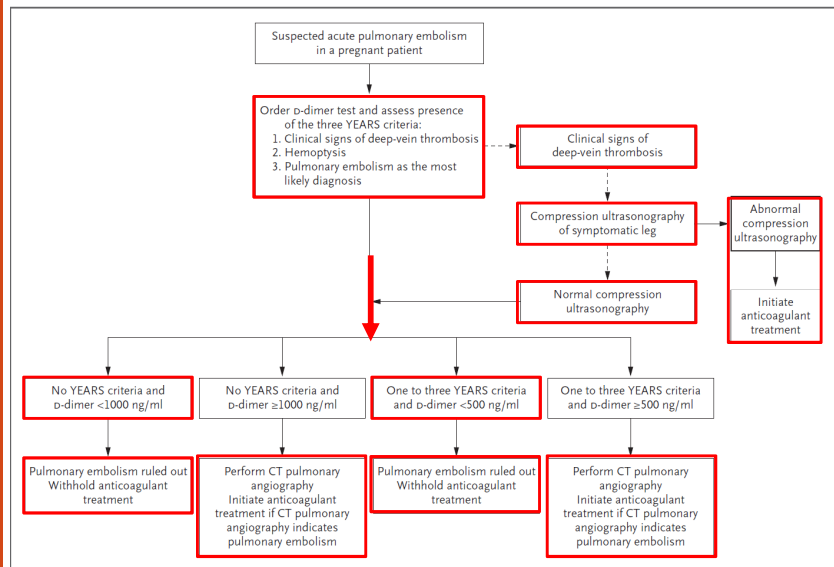 Suspected acute pulmonary embolism
in a pregnant patient
Order D-dimer test and assess presence
of the three YEARS criteria:
1. Clinical signs of deep-vein thrombosis
2. Hemoptysis
3. Pulmonary embolism as the most
likely diagnosis
Clinical signs of
deep-vein thrombosis
Compression ultrasonography
of symptomatic leg
Abnormal
compression
ultrasonography
Normal compression
ultrasonography
Initiate
anticoagulant
treatment
No YEARS criteria and
D-dimer <1000 ng/ml
No YEARS criteria and
D-dimer ≥1000 ng/ml
One to three YEARS criteria
and D-dimer <500 ng/ml
One to three YEARS criteria
and D-dimer ≥500 ng/ml
Pulmonary embolism ruled out
Withhold anticoagulant
treatment
Perform CT pulmonary
angiography
Initiate anticoagulant
treatment if CT pulmonary
angiography indicates
pulmonary embolism
Pulmonary embolism ruled out
Withhold anticoagulant
treatment
Perform CT pulmonary
angiography
Initiate anticoagulant
treatment if CT pulmonary
angiography indicates
pulmonary embolism